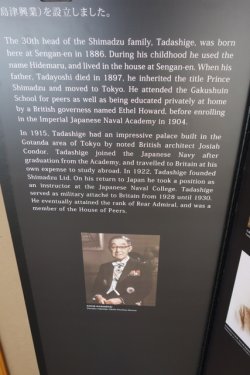 島津興業)を設立しました。
The 30th head of the Shimadzu family, Tadashige, was born
here at Sengan-en in 1886. During his childhood he used the
name Hidemaru, and lived in the house at Sengan-en. When his
father, Tadayoshi died in 1897, he inherited the title Prince
Shimadzu and moved to Tokyo. He attended the Gakushuin
School for peers as well as being educated privately at home
by a British governess named Ethel Howard, before enrolling
in the Imperial Japanese Naval Academy in 1904.
In 1915, Tadashige had an impressive palace built in the
Gotanda area of Tokyo by noted British architect Josiah
Condor. Tadashige joined the Japanese Navy after
graduation from the Academy, and travelled to Britain at his
own expense to study abroad. In 1922, Tadashige founded
Shimadzu Ltd. On his return to Japan he took a position as
an instructor at the Japanese Naval College. Tadashige
served as military attaché to Britain from 1928 until 1930.
He eventually attained the rank of Rear Admiral, and was a
member of the House of Peers.